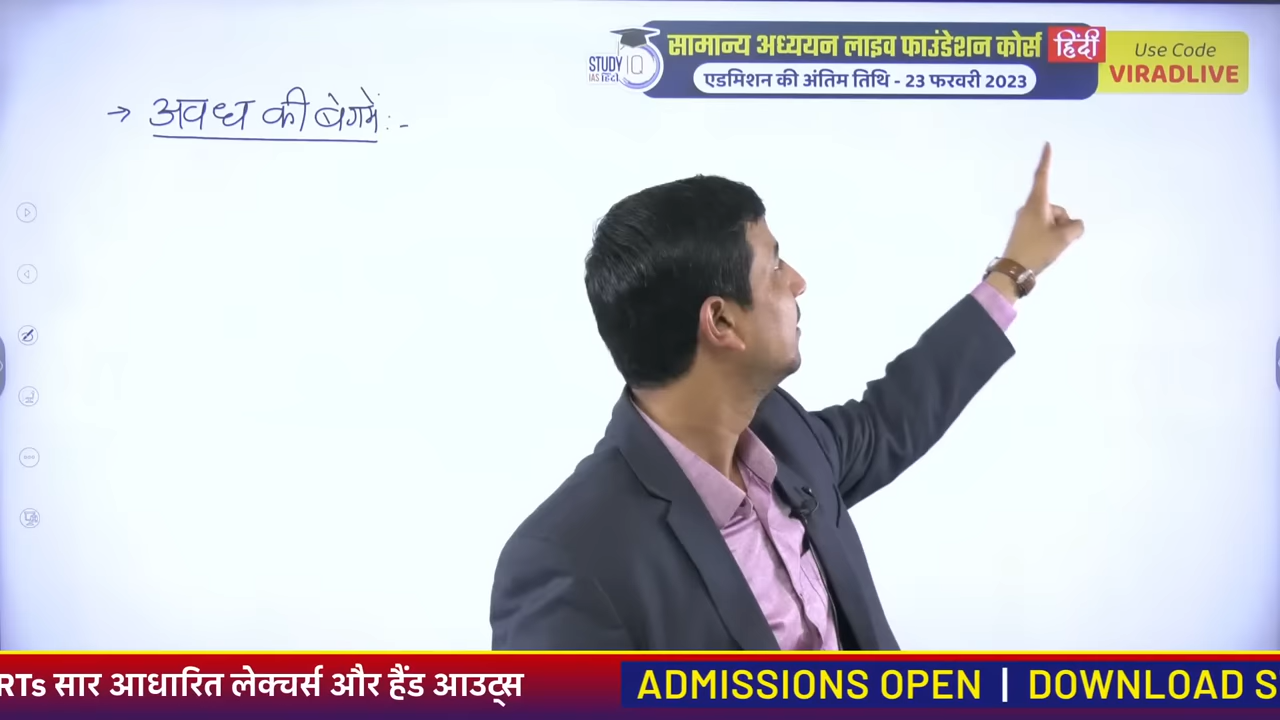 सामान्य अध्ययन लाइव फाउंडेशन कोर्स हिंदी
STUDY IQ
IAS हिंदी
एडमिशन की अंतिम तिथि - 23 फरवरी 2023
Use Code
VIRADLIVE
→ अवध की बेगमें :-
RTs सार आधारित लेक्चर्स और हैंड आउट्स
ADMISSIONS OPEN | DOWNLOAD S